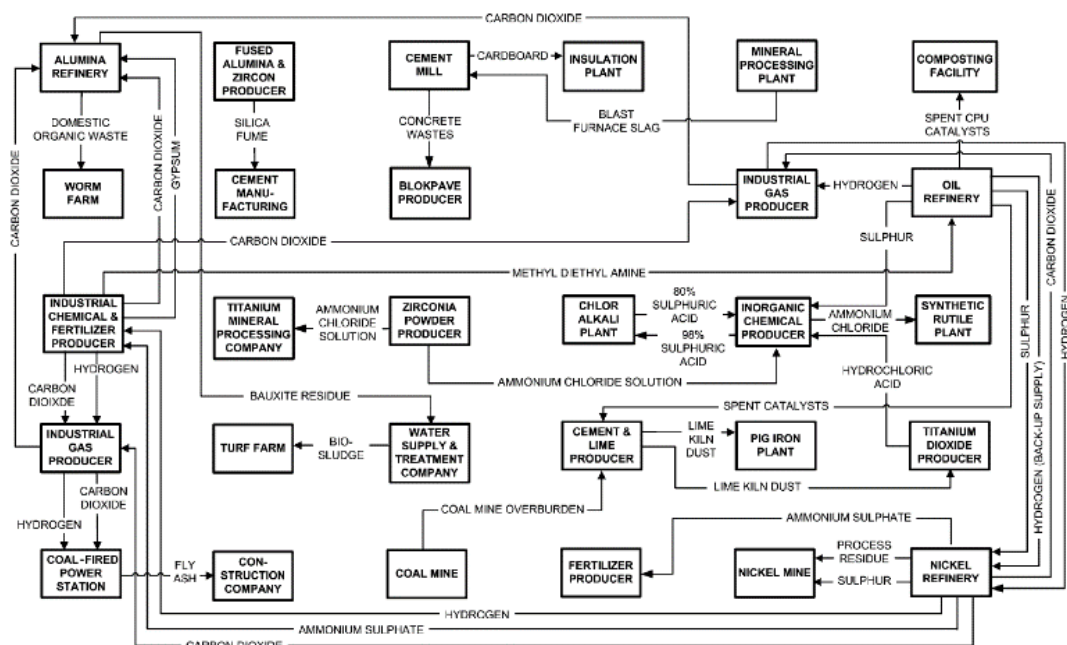 CARBON DIOXIDE
ALUMINA
REFINERY
FUSED
ALUMINA &
ZIRCON
PRODUCER
CEMENT
MILL
CARDBOARD
INSULATION
PLANT
MINERAL
PROCESSING
PLANT
COMPOSTING
FACILITY
DOMESTIC
ORGANIC WASTE
SILICA
FUME
CONCRETE
WASTES
BLAST
FURNACE SLAG
SPENT CPU
CATALYSTS
CARBON DIOXIDE
CARBON DIOXIDE
GYPSUM
WORM
FARM
CEMENT
MANU-
FACTURING
BLOKPAVE
PRODUCER
INDUSTRIAL
GAS
PRODUCER
HYDROGEN
OIL
REFINERY
CARBON DIOXIDE
SULPHUR
CARBON DIOXIDE
HYDROGEN
METHYL DIETHYL AMINE
INDUSTRIAL
CHEMICAL &
FERTILIZER
PRODUCER
TITANIUM
MINERAL
PROCESSING
COMPANY
AMMONIUM
CHLORIDE
SOLUTION
ZIRCONIA
POWDER
PRODUCER
CHLOR
ALKALI
PLANT
80%
SULPHURIC
ACID
98%
SULPHURIC
ACID
INORGANIC
CHEMICAL
PRODUCER
AMMONIUM
CHLORIDE
SYNTHETIC
RUTILE
PLANT
SULPHUR
HYDROGEN (BACK-UP SUPPLY)
HYDROGEN
CARBON
DIOIXDE
AMMONIUM CHLORIDE SOLUTION
HYDROCHLORIC
ACID
BAUXITE RESIDUE
SPENT CATALYSTS
INDUSTRIAL
GAS
PRODUCER
TURF FARM
BIO-
SLUDGE
WATER
SUPPLY &
TREATMENT
COMPANY
CEMENT &
LIME
PRODUCER
LIME
KILN
DUST
PIG IRON
PLANT
TITANIUM
DIOXIDE
PRODUCER
LIME KILN DUST
CARBON
DIOXIDE
HYDROGEN
COAL MINE OVERBURDEN
AMMONIUM SULPHATE
COAL-FIRED
POWER
STATION
FLY
ASH
CON-
STRUCTION
COMPANY
COAL MINE
FERTILIZER
PRODUCER
NICKEL MINE
PROCESS
RESIDUE
SULPHUR
NICKEL
REFINERY
HYDROGEN
AMMONIUM SULPHATE
CARBON DIOXIDE